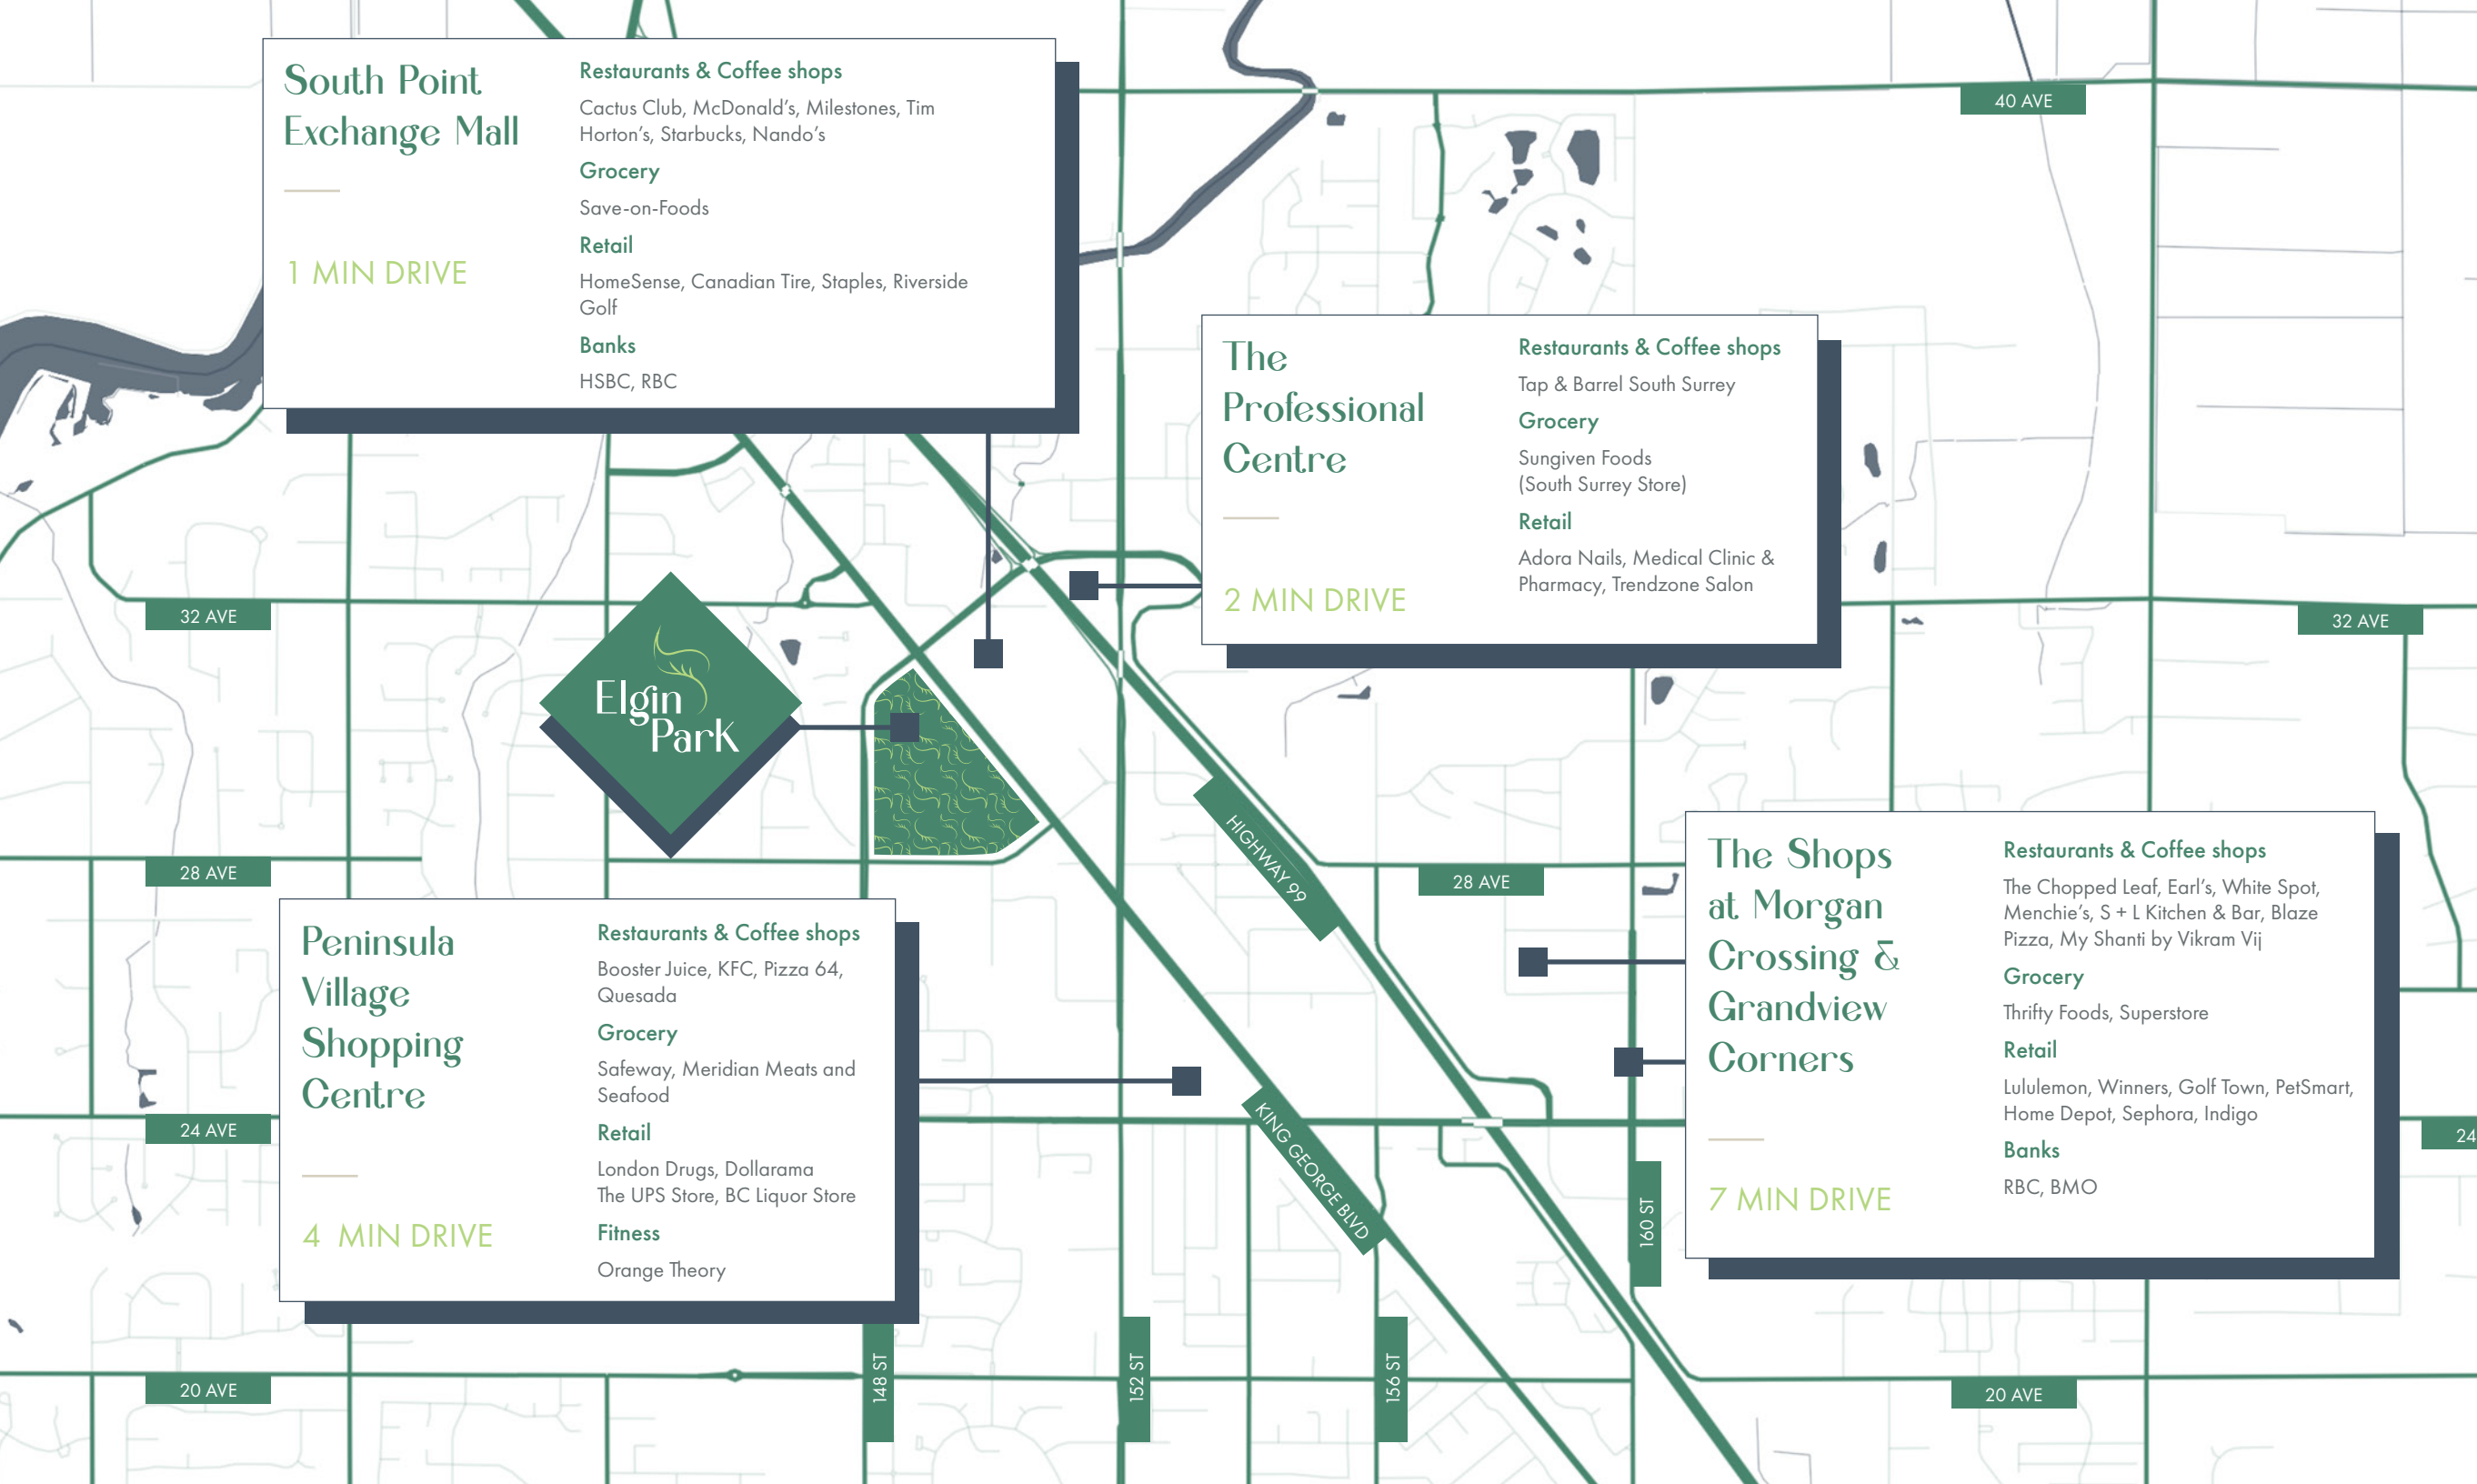 South Point
Exchange Mall
1 MIN DRIVE
Restaurants & Coffee shops
Cactus Club, McDonald's, Milestones, Tim
Horton's, Starbucks, Nando's
Grocery
Save-on-Foods
Retail
HomeSense, Canadian Tire, Staples, Riverside
Golf
Banks
HSBC, RBC
40 AVE
The
Professional
Centre
2 MIN DRIVE
Restaurants & Coffee shops
Tap & Barrel South Surrey
Grocery
Sungiven Foods
(South Surrey Store)
Retail
Adora Nails, Medical Clinic &
Pharmacy, Trendzone Salon
32 AVE
32 AVE
Elgin
Park
HIGHWAY 99
28 AVE
28 AVE
Peninsula
Village
Shopping
Centre
4 MIN DRIVE
Restaurants & Coffee shops
Booster Juice, KFC, Pizza 64,
Quesada
Grocery
Safeway, Meridian Meats and
Seafood
Retail
London Drugs, Dollarama
The UPS Store, BC Liquor Store
Fitness
Orange Theory
The Shops
at Morgan
Crossing &
Grandview
Corners
7 MIN DRIVE
Restaurants & Coffee shops
The Chopped Leaf, Earl's, White Spot,
Menchie's, S + L Kitchen & Bar, Blaze
Pizza, My Shanti by Vikram Vij
Grocery
Thrifty Foods, Superstore
Retail
Lululemon, Winners, Golf Town, PetSmart,
Home Depot, Sephora, Indigo
Banks
RBC, BMO
24 AVE
24
KING GEORGE BLVD
160 ST
148 ST
152 ST
156 ST
20 AVE
20 AVE